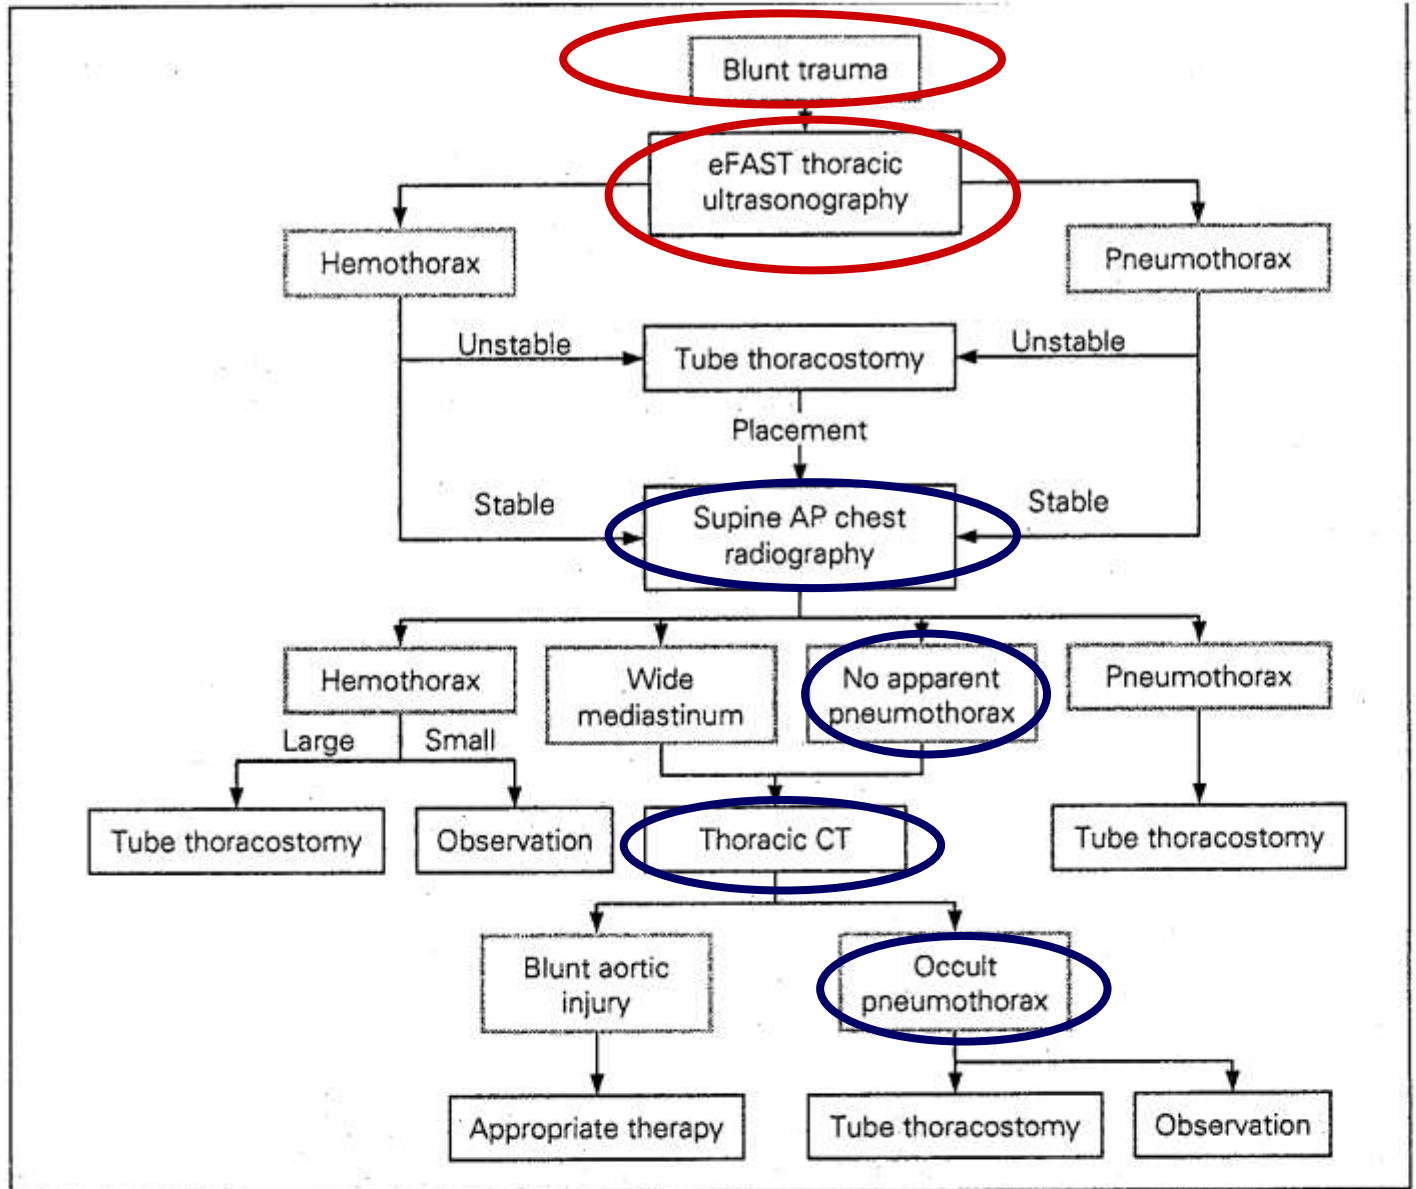 Blunt trauma
eFAST thoracic
ultrasonography
Hemothorax
Pneumothorax
Unstable
Tube thoracostomy
Unstable
Placement
Stable
Supine AP chest
radiography
Stable
Hemothorax
Wide
mediastinum
No apparent
pneumothorax
Pneumothorax
Large
Small
Tube thoracostomy
Observation
Thoracic CT
Tube thoracostomy
Blunt aortic
injury
Occult
pneumothorax
Appropriate therapy
Tube thoracostomy
Observation